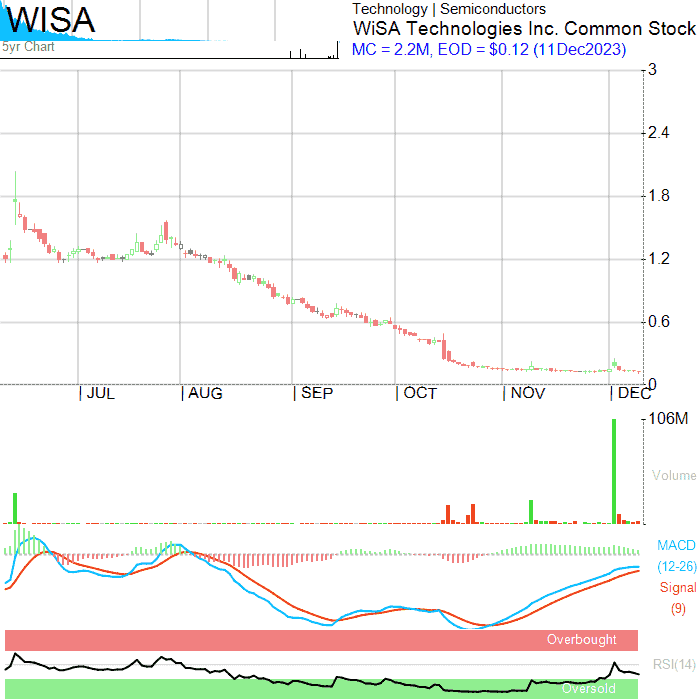 WISA
5yr Chart
Technology | Semiconductors
WiSA Technologies Inc. Common Stock
MC = 2.2M, EOD = $0.12 (11Dec2023)
3
2.4
1.8
1.2
0.6
0
| JUL | AUG | SEP | OCT | NOV | DEC
106M
Volume
MACD
(12-26)
Signal
(9)
Overbought
RSI(14)
Oversold